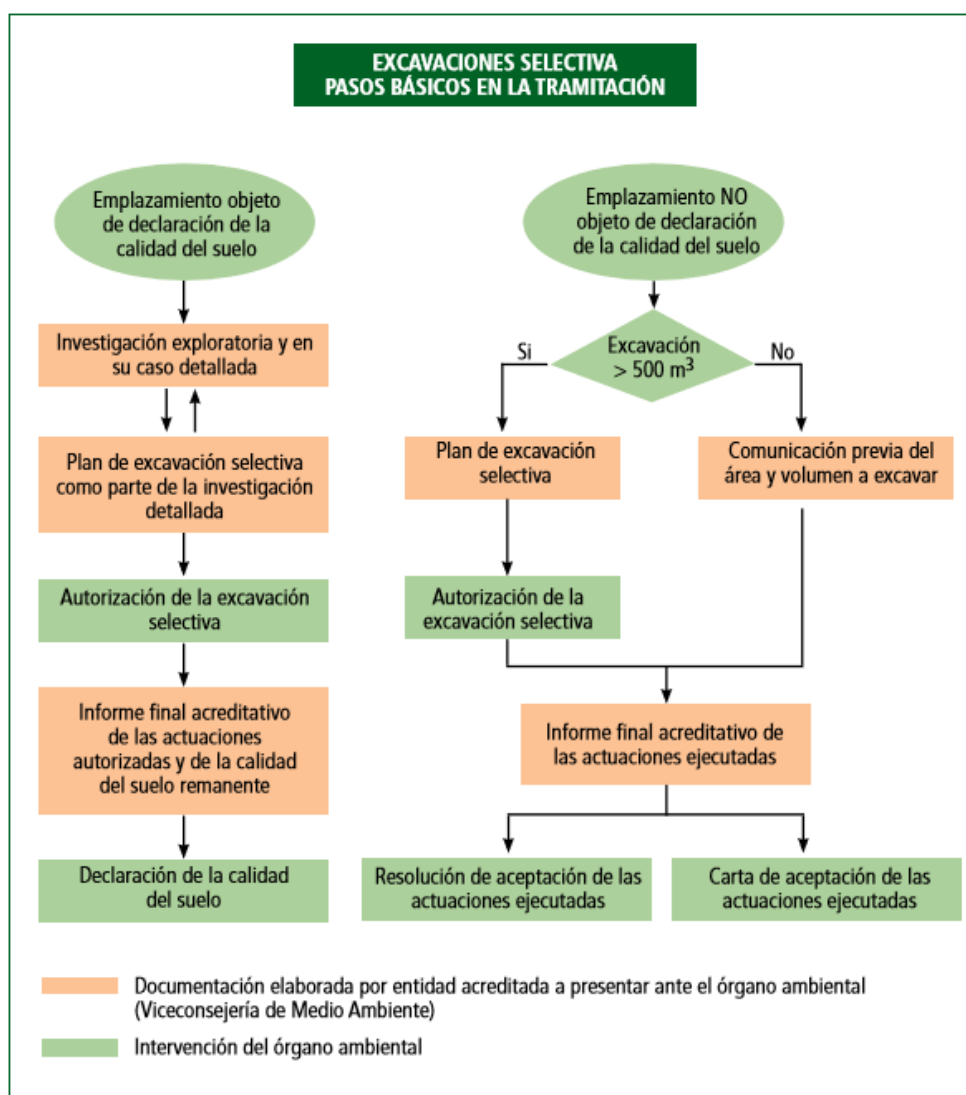 EXCAVACIONES SELECTIVA
PASOS BÁSICOS EN LA TRAMITACIÓN
Emplazamiento objeto
de declaración de la
calidad del suelo
Investigación exploratoria y en
su caso detallada
Plan de excavación selectiva
como parte de la investigación
detallada
Autorización de la excavación
selectiva
Informe final acreditativo
de las actuaciones
autorizadas y de la calidad
del suelo remanente
Declaración de la calidad
del suelo
Emplazamiento NO
objeto de declaración
de la calidad del suelo
Excavación
> 500 m³
Si
No
Plan de excavación
selectiva
Comunicación previa del
área y volumen a excavar
Autorización de la
excavación selectiva
Informe final acreditativo de
las actuaciones ejecutadas
Resolución de aceptación de las
actuaciones ejecutadas
Carta de aceptación de las
actuaciones ejecutadas
Documentación elaborada por entidad acreditada a presentar ante el órgano ambiental
(Viceconsejería de Medio Ambiente)
Intervención del órgano ambiental